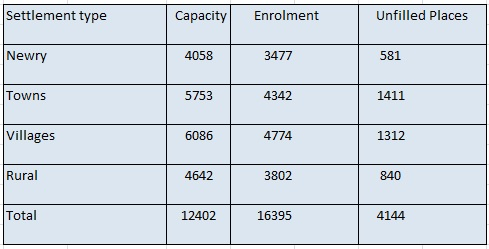 Settlement type Capacity Enrolment Unfilled Places
Newry 4058 3477 581
Towns 5753 4342 1411
Villages 6086 4774 1312
Rural 4642 3802 840
Total 12402 16395 4144